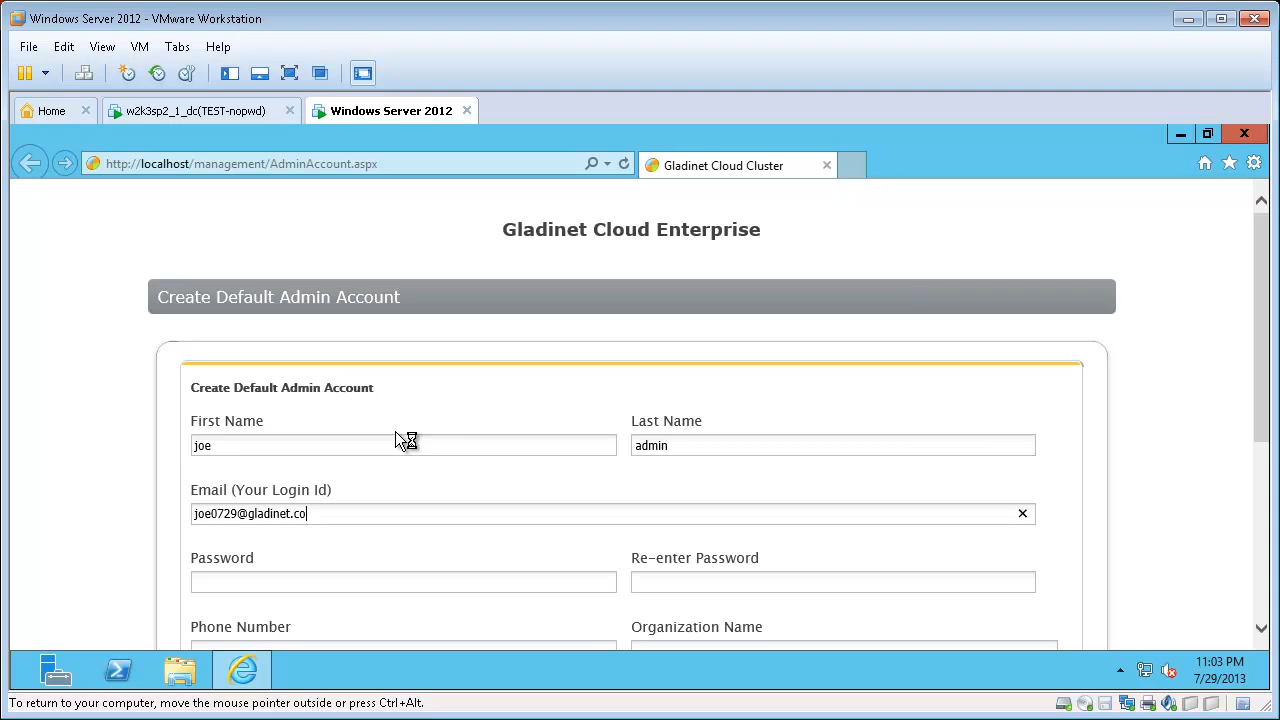 Windows Server 2012 - VMware Workstation
File Edit View VM Tabs Help
Home w2k3sp2_1_dc(TEST-nopwd) Windows Server 2012
http://localhost/management/AdminAccount.aspx Gladinet Cloud Cluster
Gladinet Cloud Enterprise
Create Default Admin Account
Create Default Admin Account
First Name Last Name
joe admin
Email (Your Login Id)
joe0729@gladinet.co
Password Re-enter Password
Phone Number Organization Name
11:03 PM
7/29/2013
To return to your computer, move the mouse pointer outside or press Ctrl+Alt.